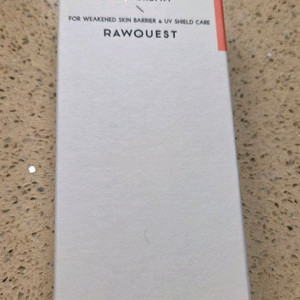 FOR WEAKENED SKIN BARRIER & UV SHIELD CARE
RAWQUEST